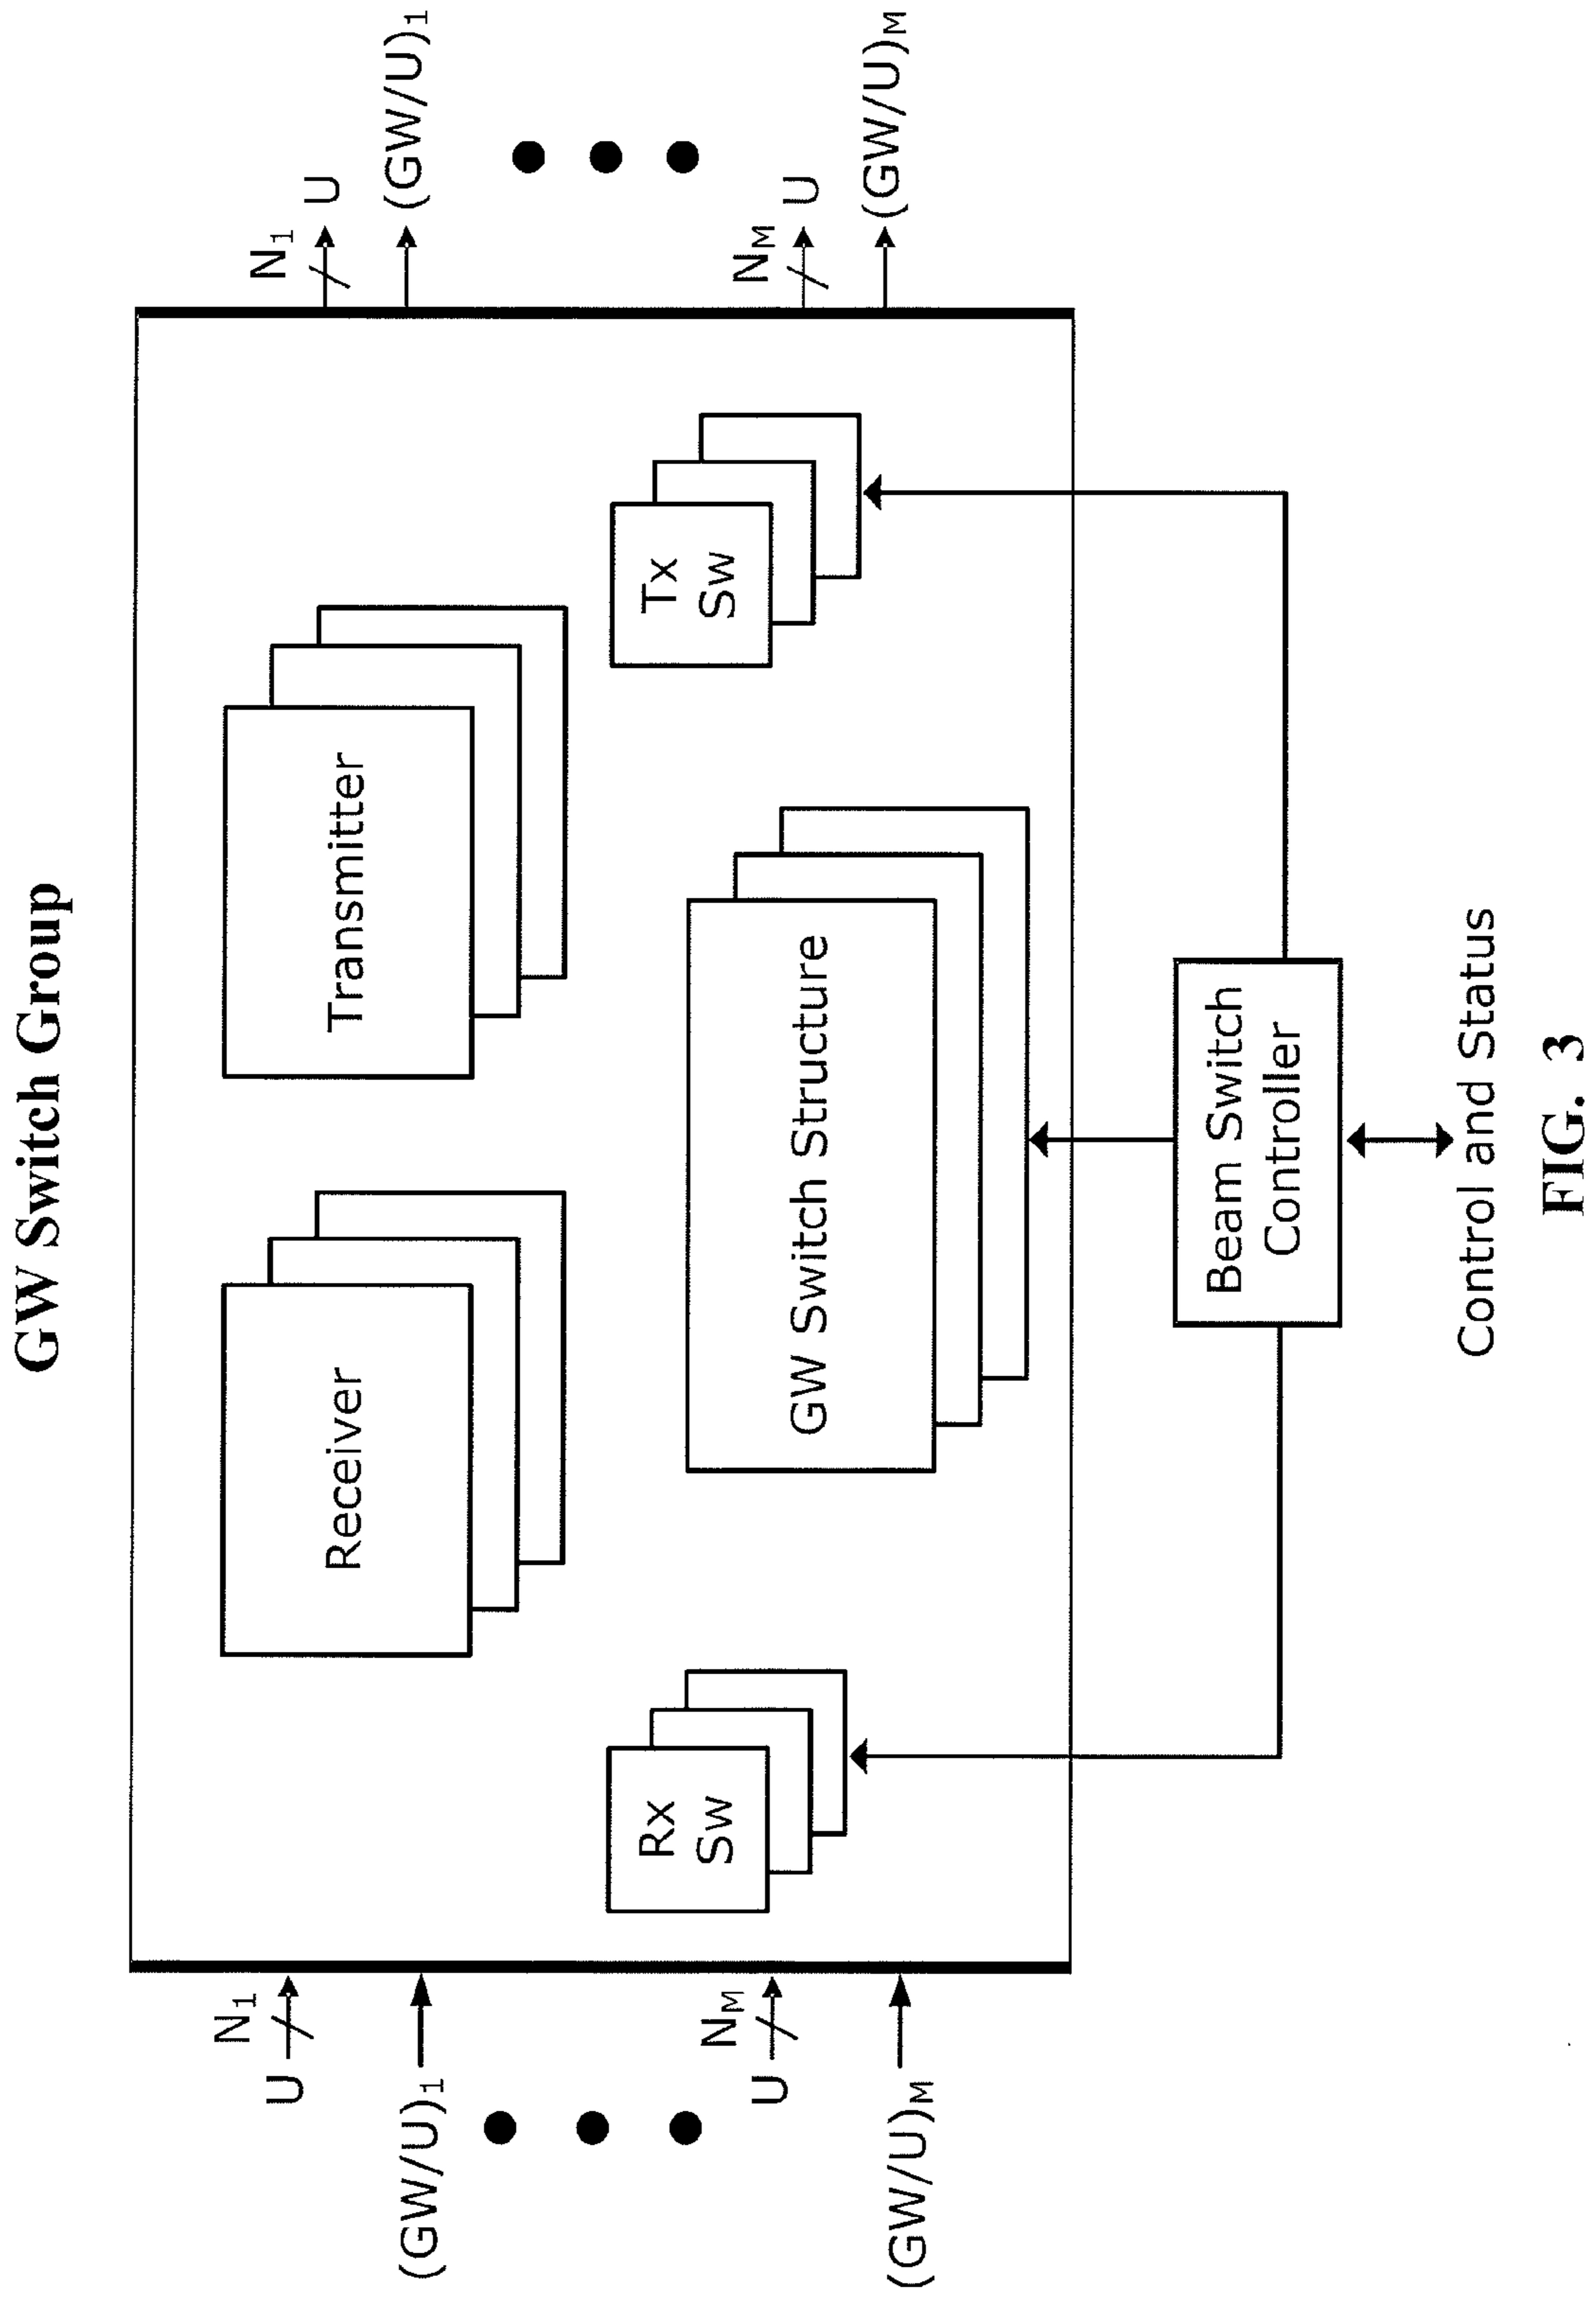 GW Switch Group
N1
U
(GW/U)1
NM
U
(GW/U)M
Receiver
Transmitter
Rx
Sw
GW Switch Structure
Tx
Sw
N1
U
(GW/U)1
NM
U
(GW/U)M
Beam Switch
Controller
Control and Status
FIG. 3